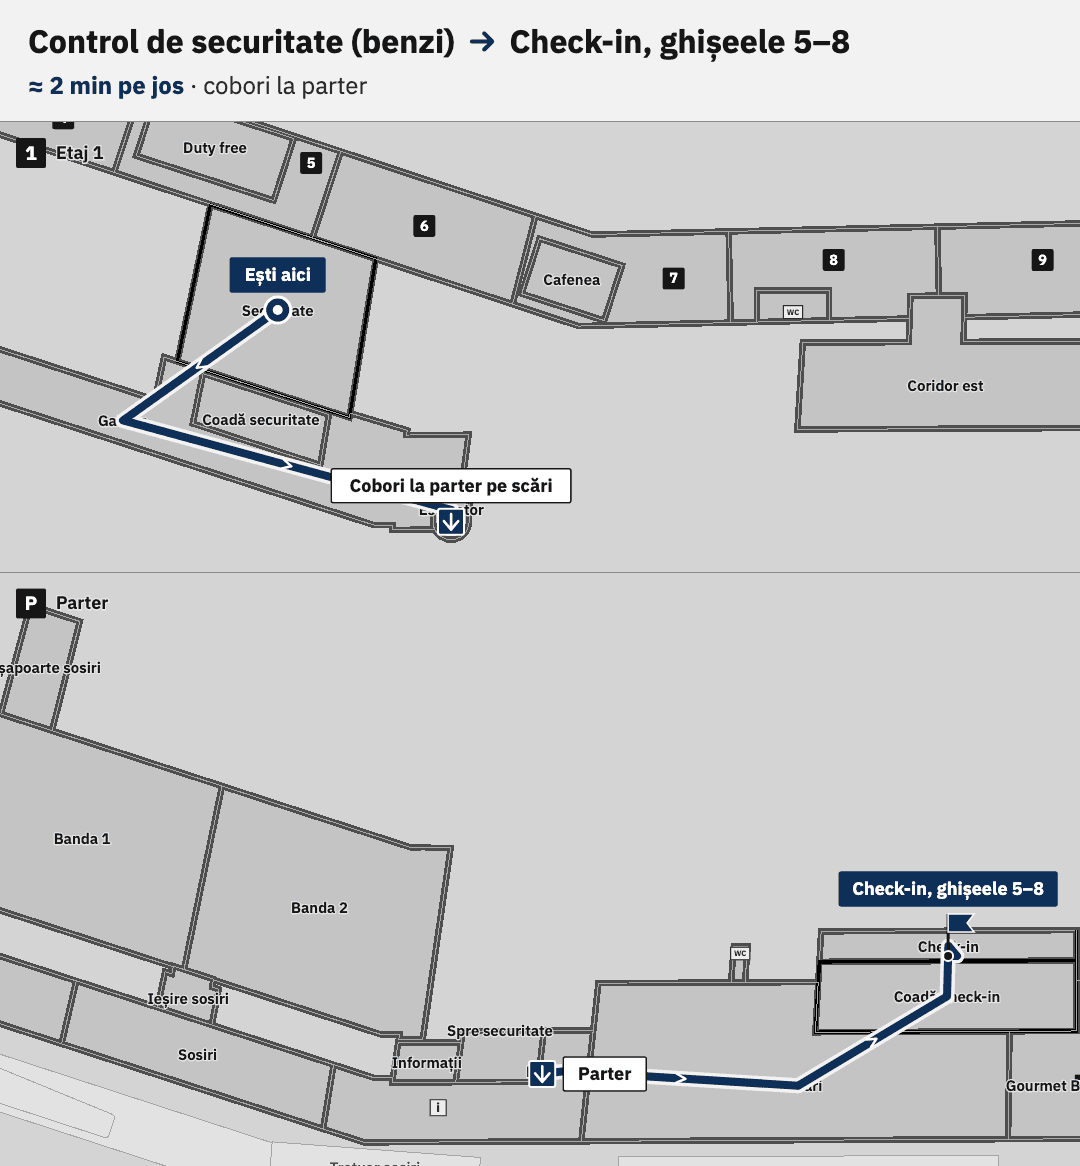 Control de securitate (benzi) → Check-in, ghișeele 5–8
≈ 2 min pe jos · cobori la parter
1 Etaj 1
Duty free
5
6
Ești aici
Cafenea
7
8
9
WC
Coridor est
Coadă securitate
Cobori la parter pe scări
P Parter
Banda 1
Banda 2
Check-in, ghișeele 5–8
WC
Ieșire sosiri
Spre securitate
Sosiri
Informații
Parter
i